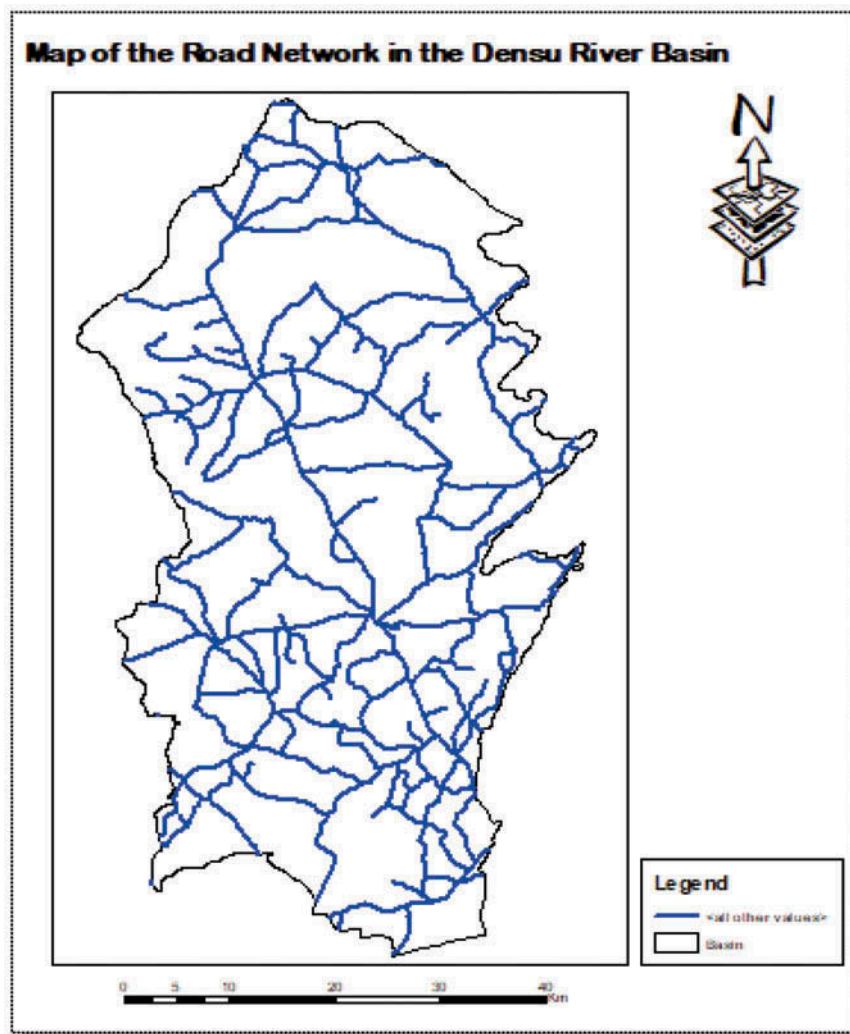 Map of the Road Network in the Densu River Basin
N
Legend
<all other values>
Basin
0 5 10 20 30 40
Km